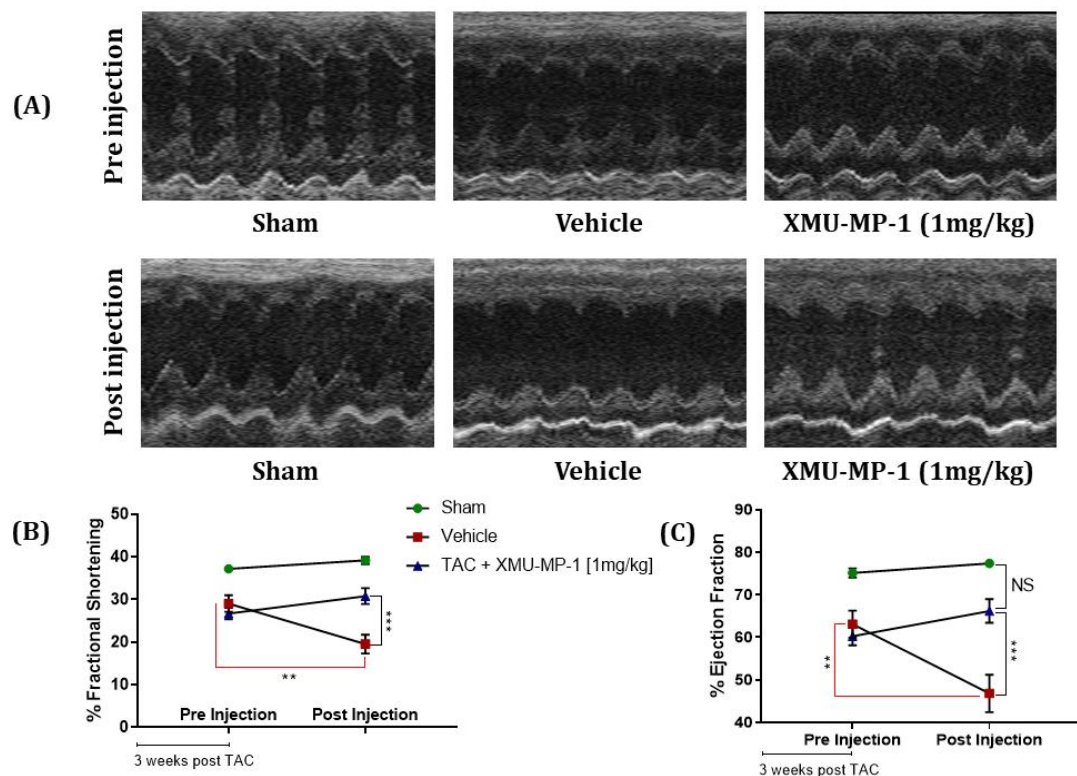 (A)
Pre injection
Sham
Vehicle
XMU-MP-1 (1mg/kg)
Post injection
Sham
Vehicle
XMU-MP-1 (1mg/kg)
(B)
% Fractional Shortening
50
40
30
20
10
0
***
**
Pre Injection
Post Injection
3 weeks post TAC
Sham
Vehicle
TAC + XMU-MP-1 [1mg/kg]
(C)
% Ejection Fraction
90
80
70
60
50
40
NS
**
***
Pre Injection
Post Injection
3 weeks post TAC